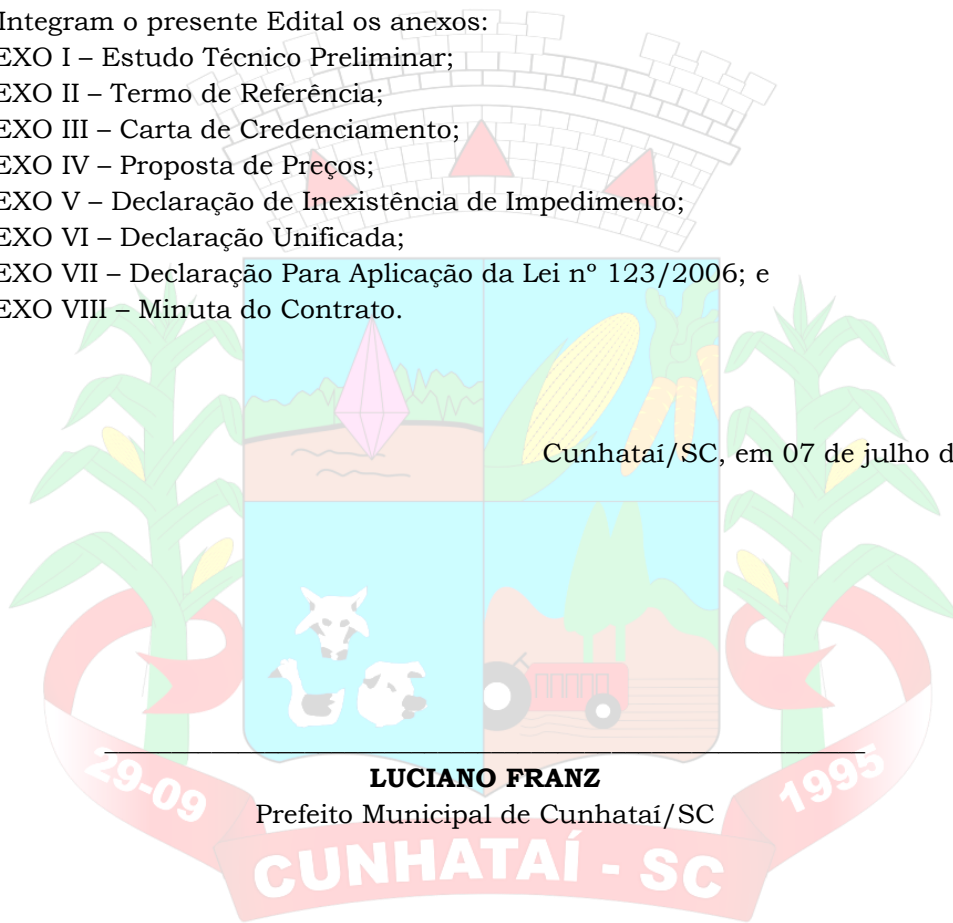 Integram o presente Edital os anexos:
EXO I – Estudo Técnico Preliminar;
EXO II – Termo de Referência;
EXO III – Carta de Credenciamento;
EXO IV – Proposta de Preços;
EXO V – Declaração de Inexistência de Impedimento;
EXO VI – Declaração Unificada;
EXO VII – Declaração Para Aplicação da Lei nº 123/2006; e
EXO VIII – Minuta do Contrato.
Cunhataí/SC, em 07 de julho d
LUCIANO FRANZ
Prefeito Municipal de Cunhataí/SC
29-09
1995
CUNHATAÍ - SC